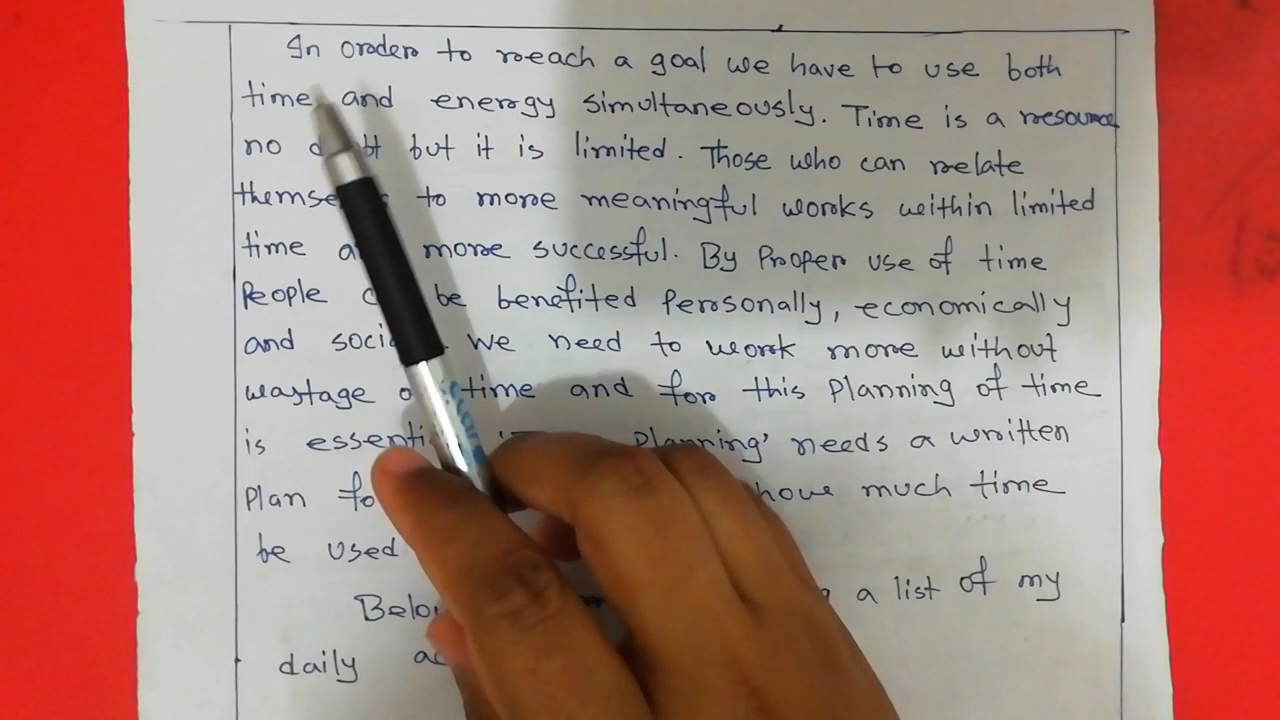 In order to reach a goal we have to use both
time and energy simultaneously. Time is a resource
no but it is limited. Those who can relate
to more meaningful works within limited
time more successful. By Proper use of time
People be benefited Personally, economically
and We need to work more without
wastage time and for this Planning of time
is Planning' needs a written
Plan how much time
be used
a list of my
daily